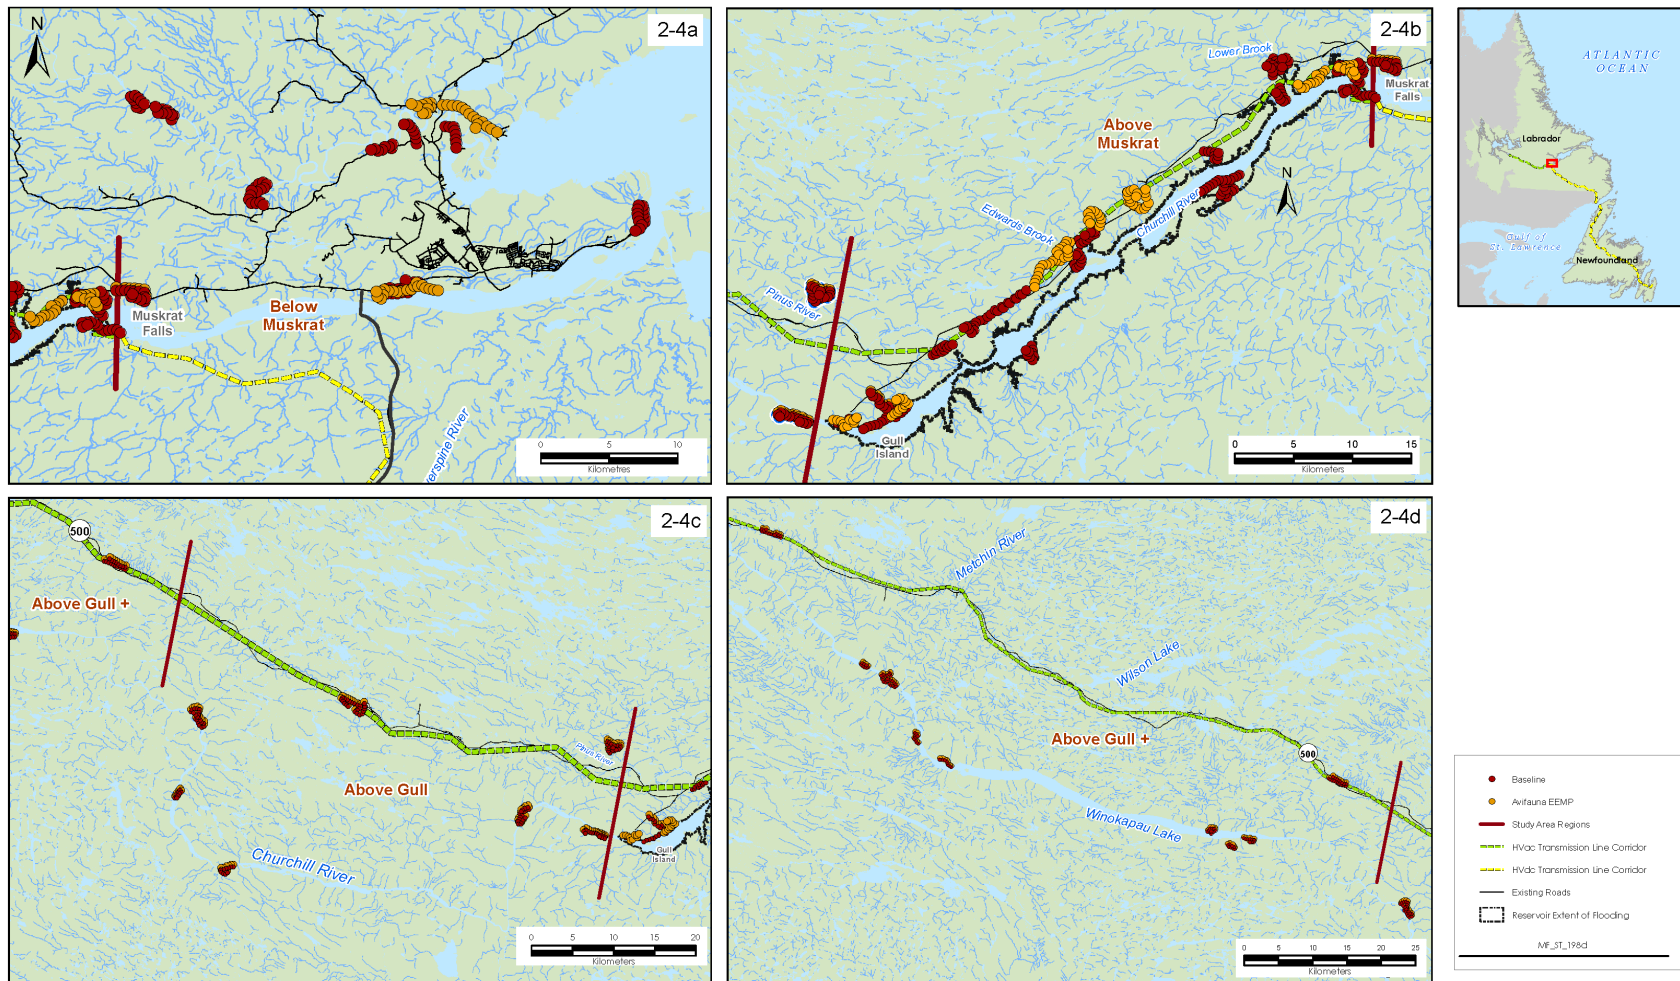 2-4a
N
Muskrat
Falls
Below
Muskrat
erspine River
0 5 10
Kilometres
2-4b
Lower Brook
Muskrat
Falls
Above
Muskrat
N
Edwards Brook
Churchill River
Pinus River
Gull
Island
0 5 10 15
Kilometers
ATLANTIC
OCEAN
Labrador
Gulf of
St. Lawrence
Newfoundland
2-4c
500
Above Gull +
Pinus River
Above Gull
Gull
Island
Churchill River
0 5 10 15 20
Kilometers
2-4d
Metchin River
Wilson Lake
Above Gull +
500
Winokapau Lake
0 5 10 15 20 25
Kilometers
Baseline
Avifauna EEMP
Study Area Regions
HVac Transmission Line Corridor
HVdc Transmission Line Corridor
Existing Roads
Reservoir Extent of Flooding
MF_ST_198d